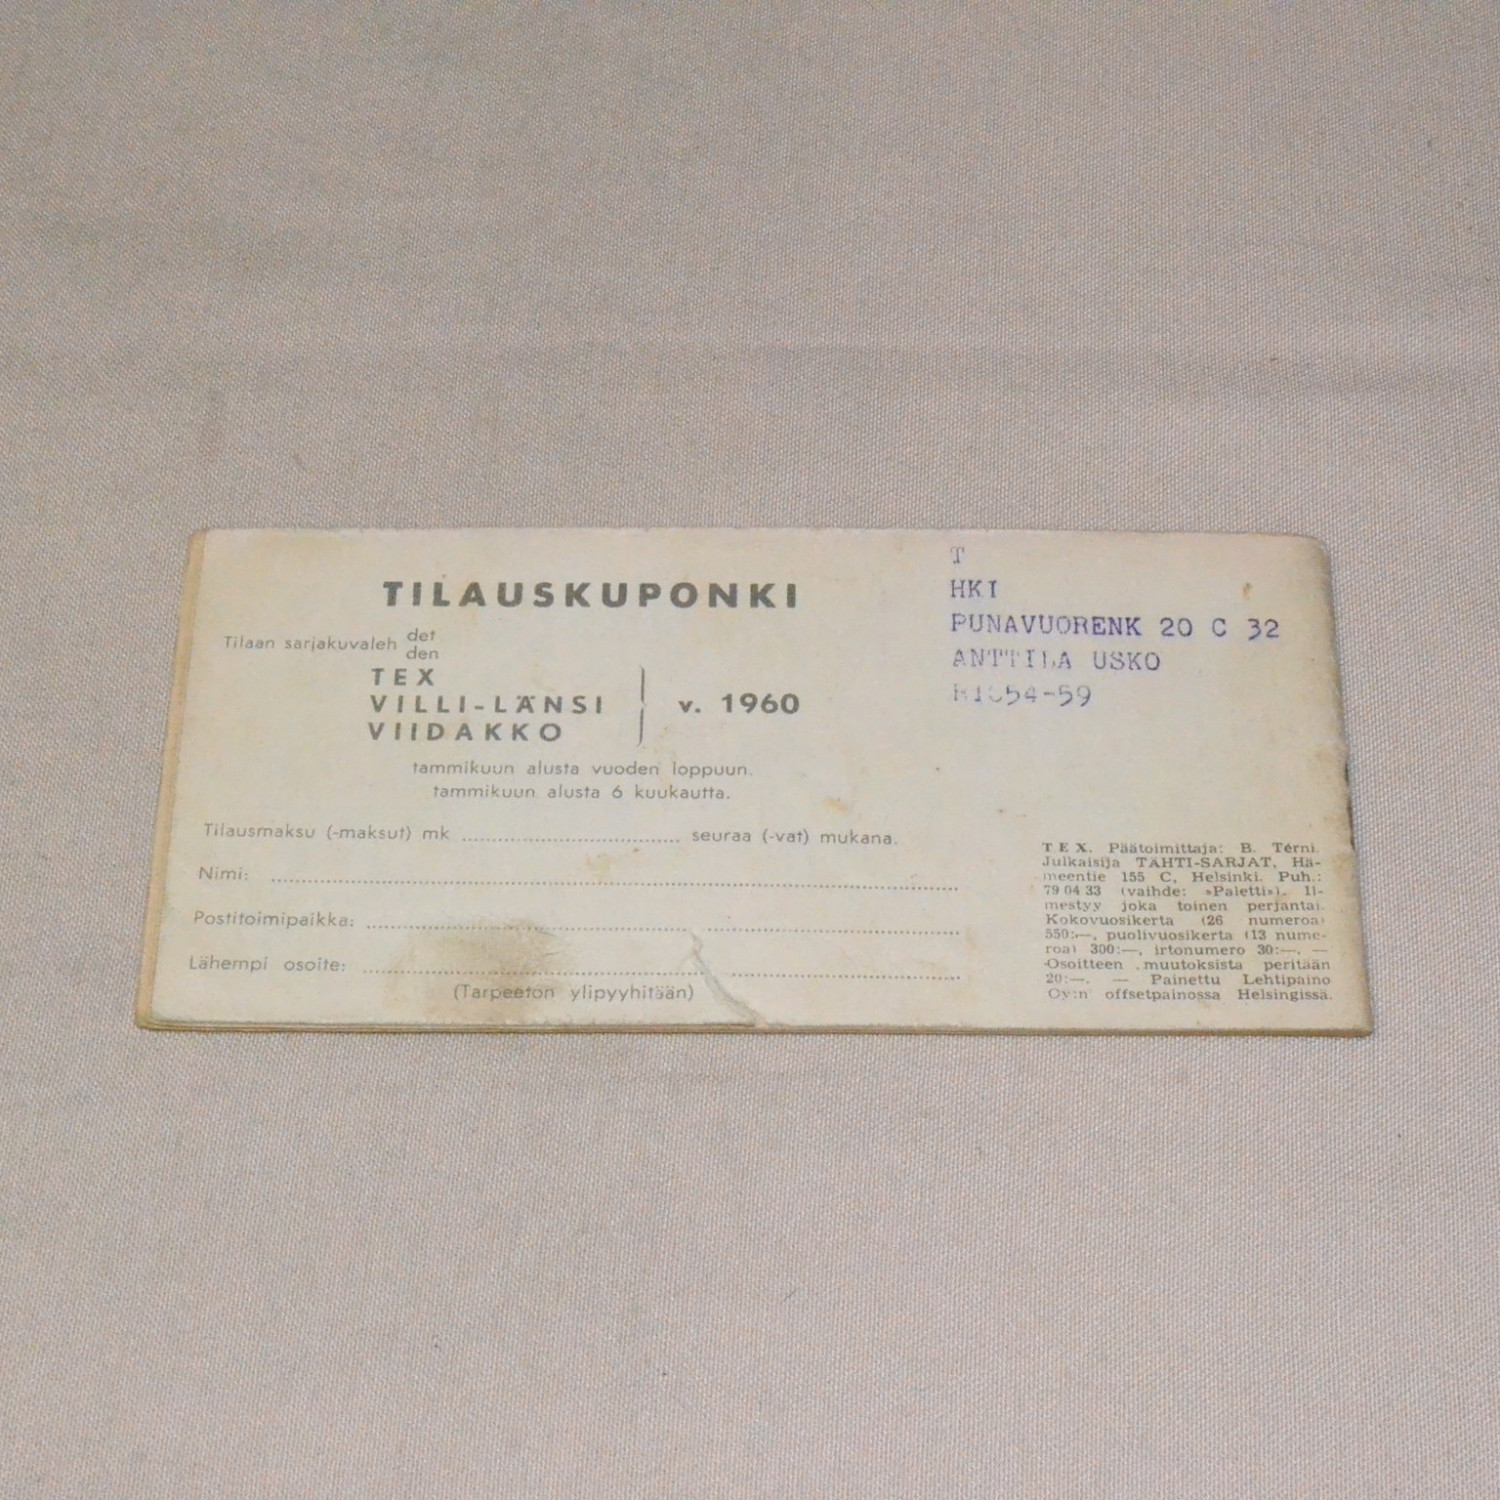 TILAUSKUPONKI
Tilaan sarjakuvaleh det
den
TEX
VILLI-LÄNSI
VIIDAKKO
v. 1960
tammikuun alusta vuoden loppuun.
tammikuun alusta 6 kuukautta.
Tilausmaksu (-maksut) mk ........ seuraa (-vat) mukana.
Nimi:
Postitoimipaikka:
Lähempi osoite:
(Tarpeeton ylipyyhitään)
T
HKI
PUNAVUORENK 20 C 32
ANTTILA USKO
TEX. Päätoimittaja: B. Terni.
Julkaisija TÄHTI-SARJAT, Hä-
meentie 155 C, Helsinki. Puh.:
79 04 33 (vaihde: »Paletti»). Il-
mestyy joka toinen perjantai.
Kokovuosikerta (26 numeroa)
550:—, puolivuosikerta (13 nume-
roa) 300:—, irtonumero 30:—. —
Osoitteen muutoksista peritään
20:—. — Painettu Lehtipaino
Oy:n offsetpainossa Helsingissä.